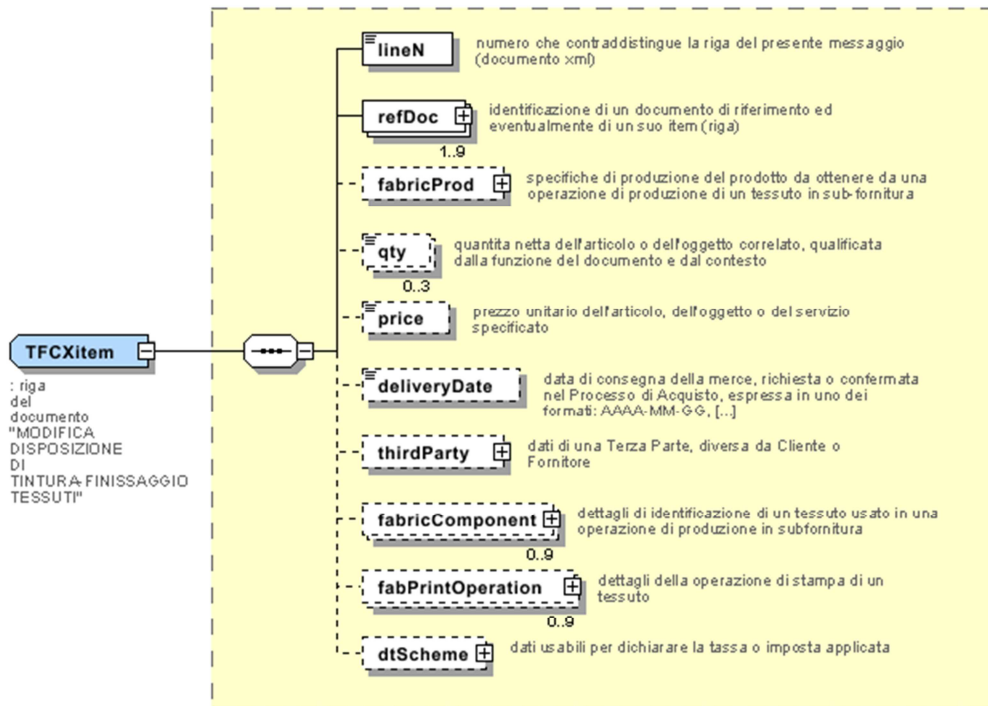 lineN
numero che contraddistingue la riga del presente messaggio
(documento xml)
refDoc
1..9
identificazione di un documento di riferimento ed
eventualmente di un suo item (riga)
fabricProd
specifiche di produzione del prodotto da ottenere da una
operazione di produzione di un tessuto in sub-fornitura
qty
0..3
quantita netta dell'articolo o dell'oggetto correlato, qualificata
dalla funzione del documento e dal contesto
price
prezzo unitario dell'articolo, dell'oggetto o del servizio
specificato
TFCXitem
: riga
del
documento
"MODIFICA
DISPOSIZIONE
DI
TINTURA-FINISSAGGIO
TESSUTI"
deliveryDate
data di consegna della merce, richiesta o confermata
nel Processo di Acquisto, espressa in uno dei
formati: AAAA-MM-GG, [...]
thirdParty
dati di una Terza Parte, diversa da Cliente o
Fornitore
fabricComponent
0..9
dettagli di identificazione di un tessuto usato in una
operazione di produzione in subfornitura
fabPrintOperation
0..9
dettagli della operazione di stampa di un
tessuto
dtScheme
dati usabili per dichiarare la tassa o imposta applicata